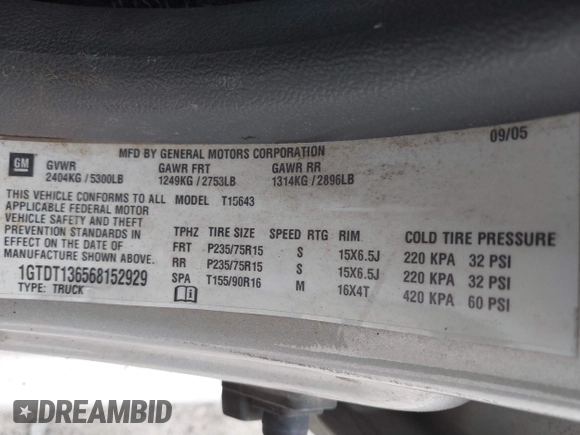 09/05
MFD BY GENERAL MOTORS CORPORATION
GM GVWR GAWR FRT GAWR RR
2404KG / 5300LB 1249KG / 2753LB 1314KG / 2896LB
THIS VEHICLE CONFORMS TO ALL MODEL T15643
APPLICABLE FEDERAL MOTOR
VEHICLE SAFETY AND THEFT
PREVENTION STANDARDS IN
EFFECT ON THE DATE OF
MANUFACTURE SHOWN ABOVE.
1GTDT136568152929
TYPE: TRUCK
TPHZ TIRE SIZE SPEED RTG RIM COLD TIRE PRESSURE
FRT P235/75R15 S 15X6.5J 220 KPA 32 PSI
RR P235/75R15 S 15X6.5J 220 KPA 32 PSI
SPA T155/90R16 M 16X4T 420 KPA 60 PSI
DREAMBID